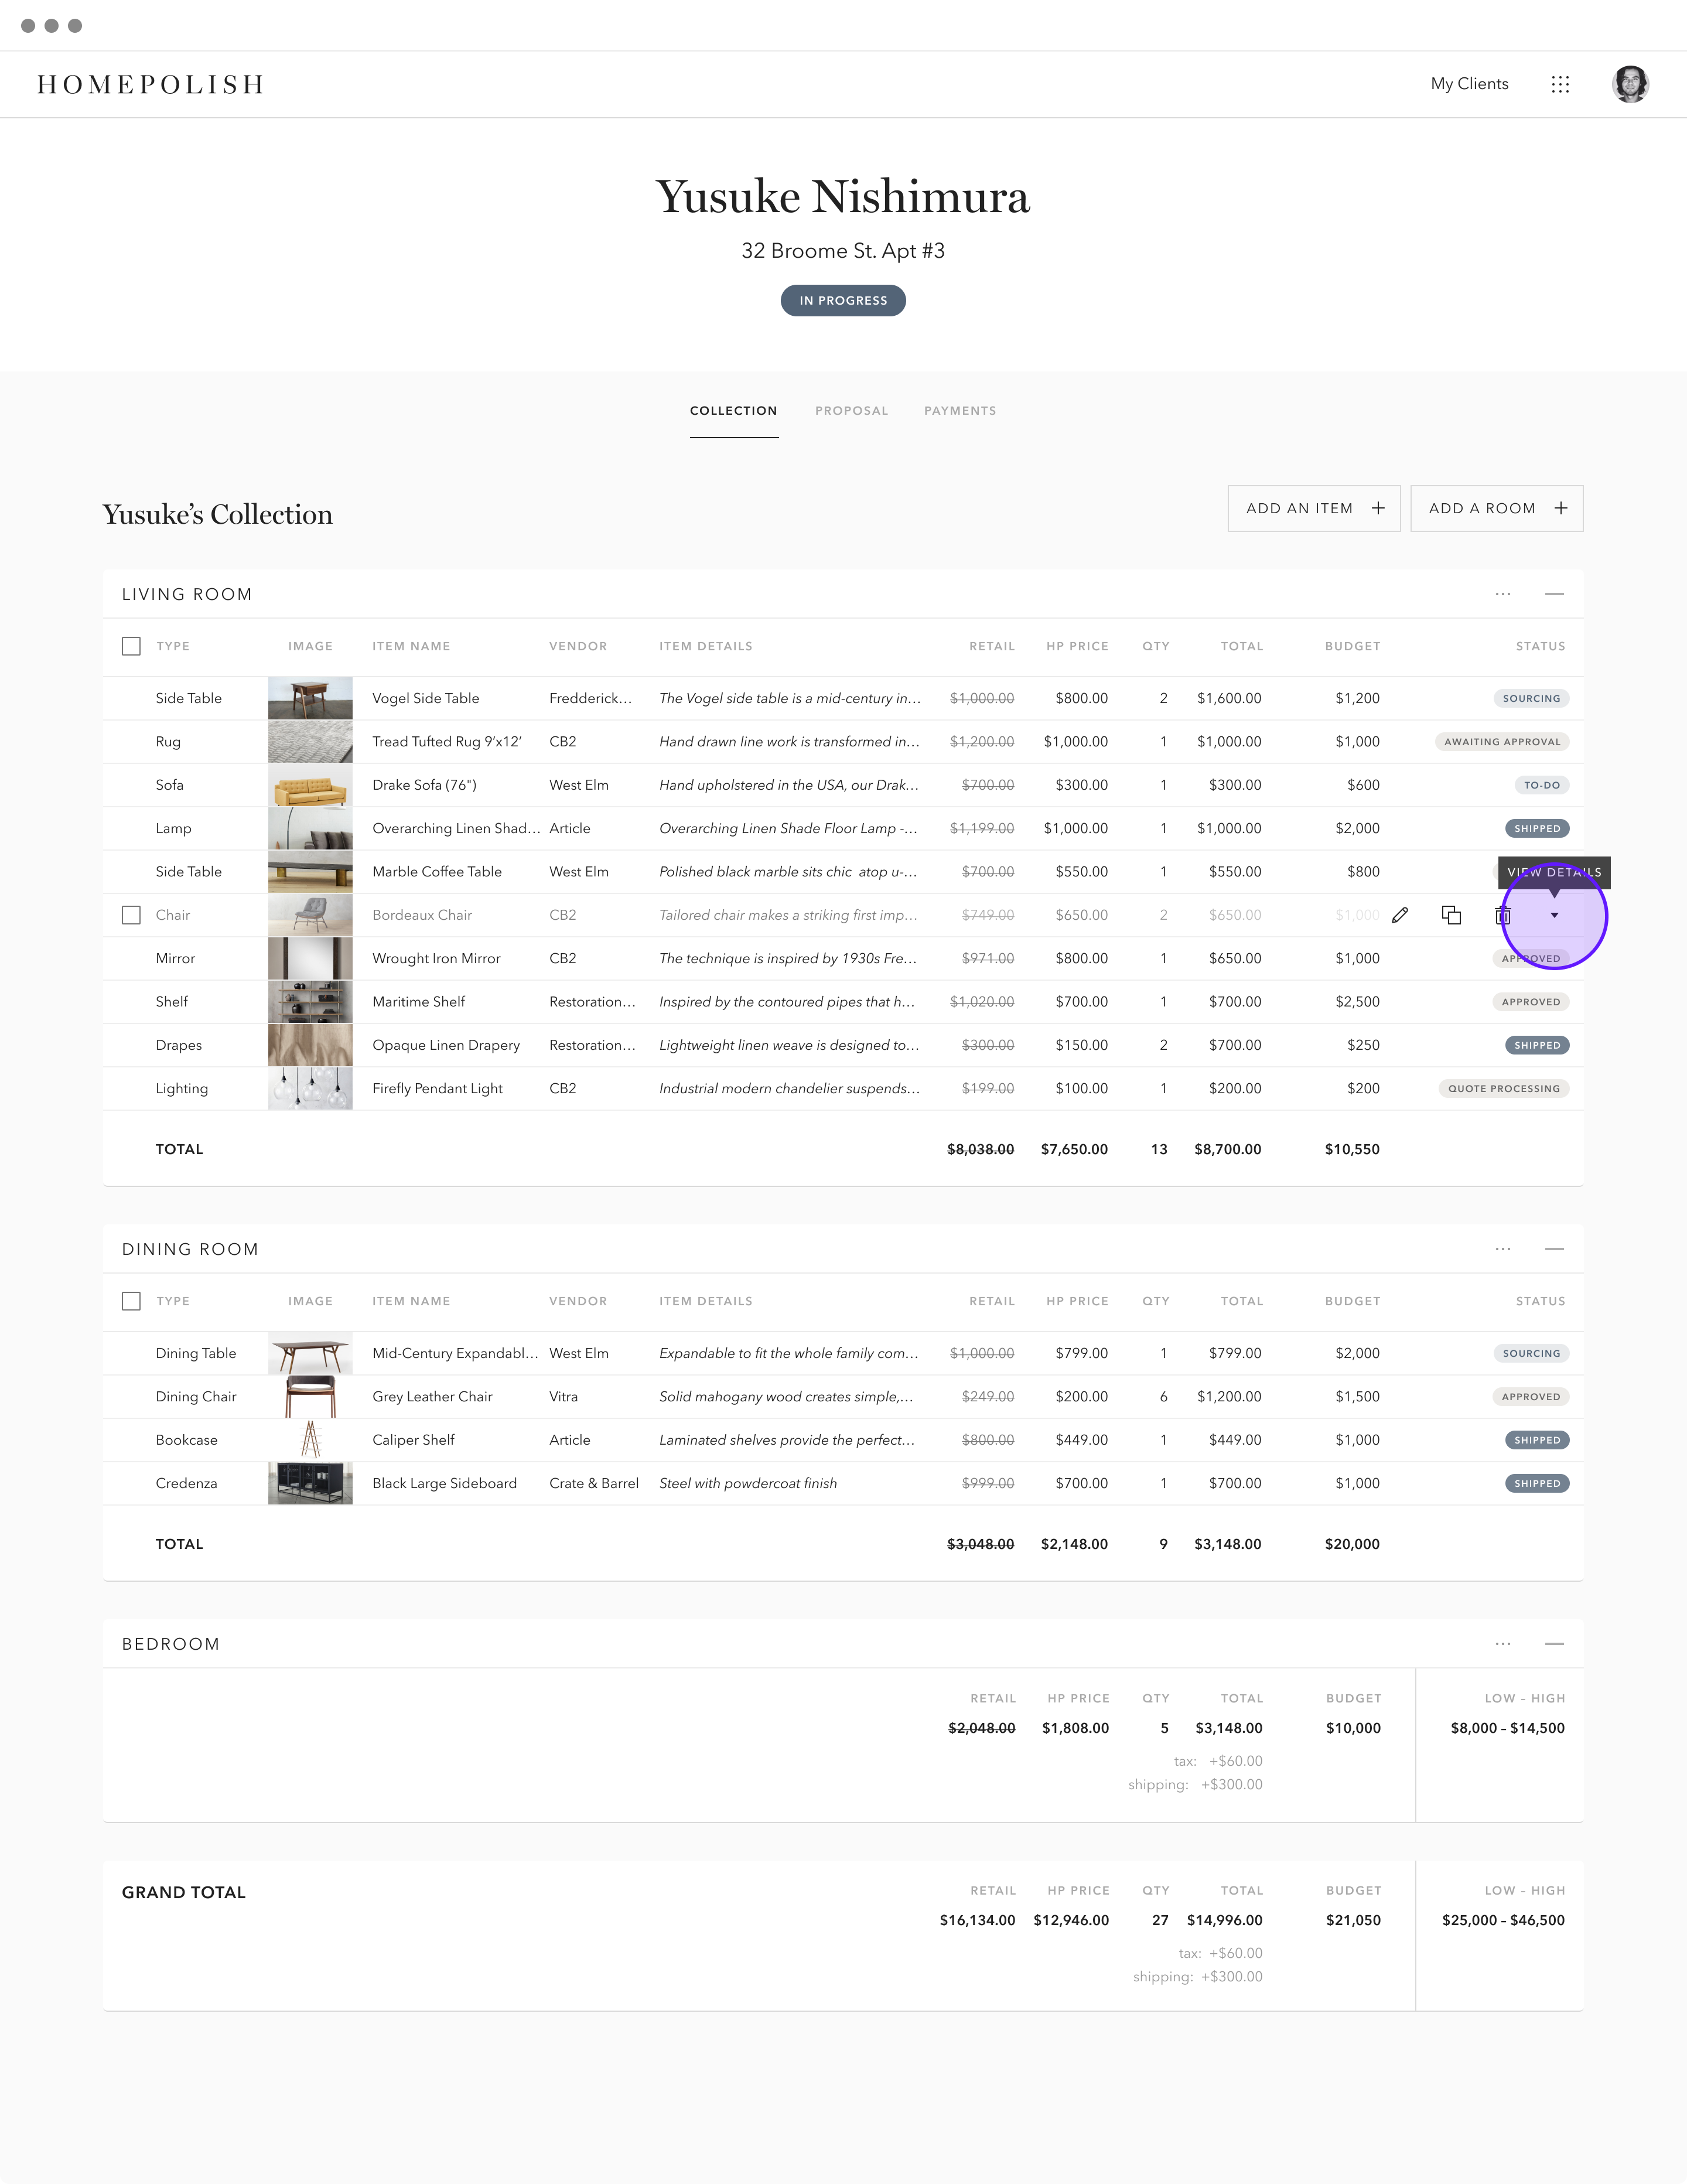 HOMEPOLISH My Clients
Yusuke Nishimura
32 Broome St. Apt #3
IN PROGRESS
COLLECTION PROPOSAL PAYMENTS
Yusuke’s Collection ADD AN ITEM + ADD A ROOM +
LIVING ROOM
TYPE IMAGE ITEM NAME VENDOR ITEM DETAILS RETAIL HP PRICE QTY TOTAL BUDGET STATUS
Side Table Vogel Side Table Fredderick… The Vogel side table is a mid-century in… $1,000.00 $800.00 2 $1,600.00 $1,200 SOURCING
Rug Tread Tufted Rug 9’x12’ CB2 Hand drawn line work is transformed in… $1,200.00 $1,000.00 1 $1,000.00 $1,000 AWAITING APPROVAL
Sofa Drake Sofa (76") West Elm Hand upholstered in the USA, our Drak… $700.00 $300.00 1 $300.00 $600 TO-DO
Lamp Overarching Linen Shad… Article Overarching Linen Shade Floor Lamp -… $1,199.00 $1,000.00 1 $1,000.00 $2,000 SHIPPED
Side Table Marble Coffee Table West Elm Polished black marble sits chic atop u-… $700.00 $550.00 1 $550.00 $800 VIEW DETAILS
Chair Bordeaux Chair CB2 Tailored chair makes a striking first imp… $749.00 $650.00 2 $650.00 $1,000
Mirror Wrought Iron Mirror CB2 The technique is inspired by 1930s Fre… $971.00 $800.00 1 $650.00 $1,000 APPROVED
Shelf Maritime Shelf Restoration… Inspired by the contoured pipes that h… $1,020.00 $700.00 1 $700.00 $2,500 APPROVED
Drapes Opaque Linen Drapery Restoration… Lightweight linen weave is designed to… $300.00 $150.00 2 $700.00 $250 SHIPPED
Lighting Firefly Pendant Light CB2 Industrial modern chandelier suspends… $199.00 $100.00 1 $200.00 $200 QUOTE PROCESSING
TOTAL $8,038.00 $7,650.00 13 $8,700.00 $10,550
DINING ROOM
TYPE IMAGE ITEM NAME VENDOR ITEM DETAILS RETAIL HP PRICE QTY TOTAL BUDGET STATUS
Dining Table Mid-Century Expandabl… West Elm Expandable to fit the whole family com… $1,000.00 $799.00 1 $799.00 $2,000 SOURCING
Dining Chair Grey Leather Chair Vitra Solid mahogany wood creates simple,… $249.00 $200.00 6 $1,200.00 $1,500 APPROVED
Bookcase Caliper Shelf Article Laminated shelves provide the perfect… $800.00 $449.00 1 $449.00 $1,000 SHIPPED
Credenza Black Large Sideboard Crate & Barrel Steel with powdercoat finish $999.00 $700.00 1 $700.00 $1,000 SHIPPED
TOTAL $3,048.00 $2,148.00 9 $3,148.00 $20,000
BEDROOM
RETAIL HP PRICE QTY TOTAL BUDGET LOW – HIGH
$2,048.00 $1,808.00 5 $3,148.00 $10,000 $8,000 – $14,500
tax: +$60.00
shipping: +$300.00
GRAND TOTAL RETAIL HP PRICE QTY TOTAL BUDGET LOW – HIGH
$16,134.00 $12,946.00 27 $14,996.00 $21,050 $25,000 – $46,500
tax: +$60.00
shipping: +$300.00